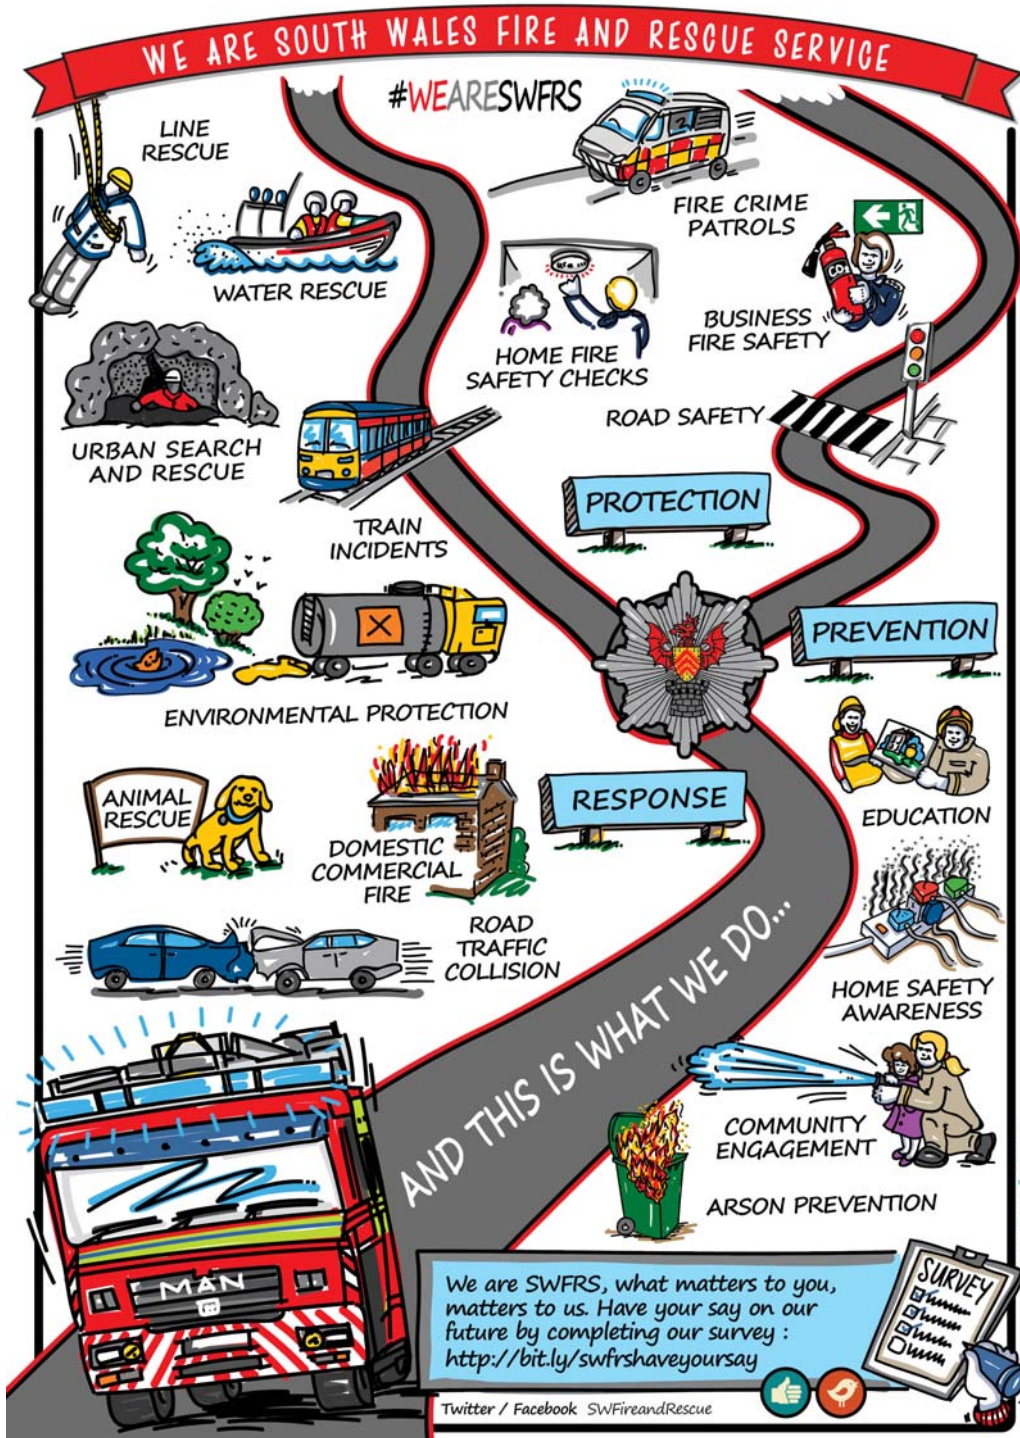 WE ARE SOUTH WALES FIRE AND RESCUE SERVICE
#WEARESWFRS
LINE
RESCUE
WATER RESCUE
FIRE CRIME
PATROLS
HOME FIRE
SAFETY CHECKS
BUSINESS
FIRE SAFETY
URBAN SEARCH
AND RESCUE
ROAD SAFETY
TRAIN
INCIDENTS
PROTECTION
PREVENTION
ENVIRONMENTAL PROTECTION
ANIMAL
RESCUE
DOMESTIC
COMMERCIAL
FIRE
RESPONSE
EDUCATION
ROAD
TRAFFIC
COLLISION
HOME SAFETY
AWARENESS
AND THIS IS WHAT WE DO...
COMMUNITY
ENGAGEMENT
ARSON PREVENTION
MAN
We are SWFRS, what matters to you,
matters to us. Have your say on our
future by completing our survey :
http://bit.ly/swfrshaveyoursay
SURVEY
Twitter / Facebook SWFireandRescue